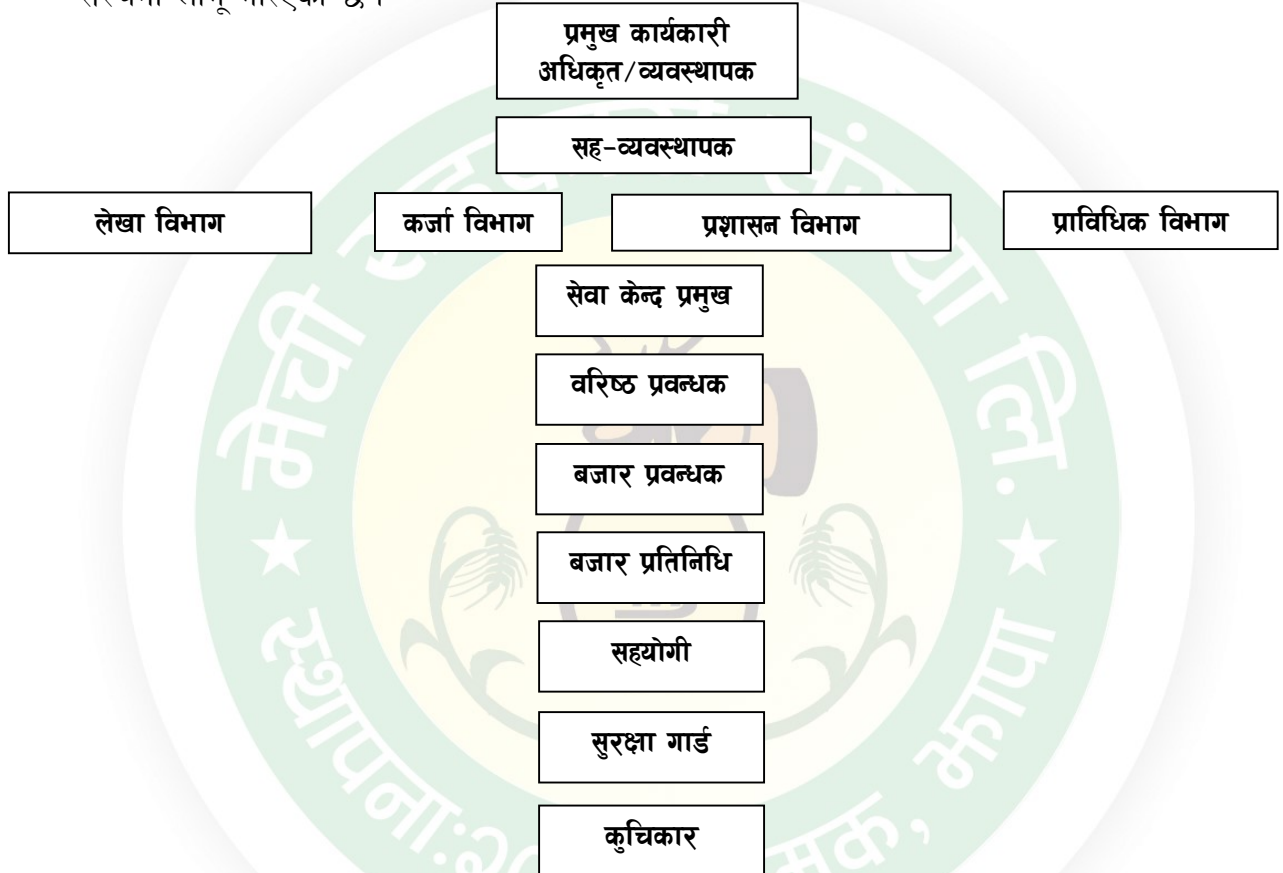 प्रमुख कार्यकारी
अधिकृत/व्यवस्थापक
सह-व्यवस्थापक
लेखा विभाग
कर्जा विभाग
प्रशासन विभाग
प्राविधिक विभाग
सेवा केन्द प्रमुख
वरिष्ठ प्रवन्धक
बजार प्रवन्धक
बजार प्रतिनिधि
सहयोगी
सुरक्षा गार्ड
कुचिकार
मेची
लि.
झापा